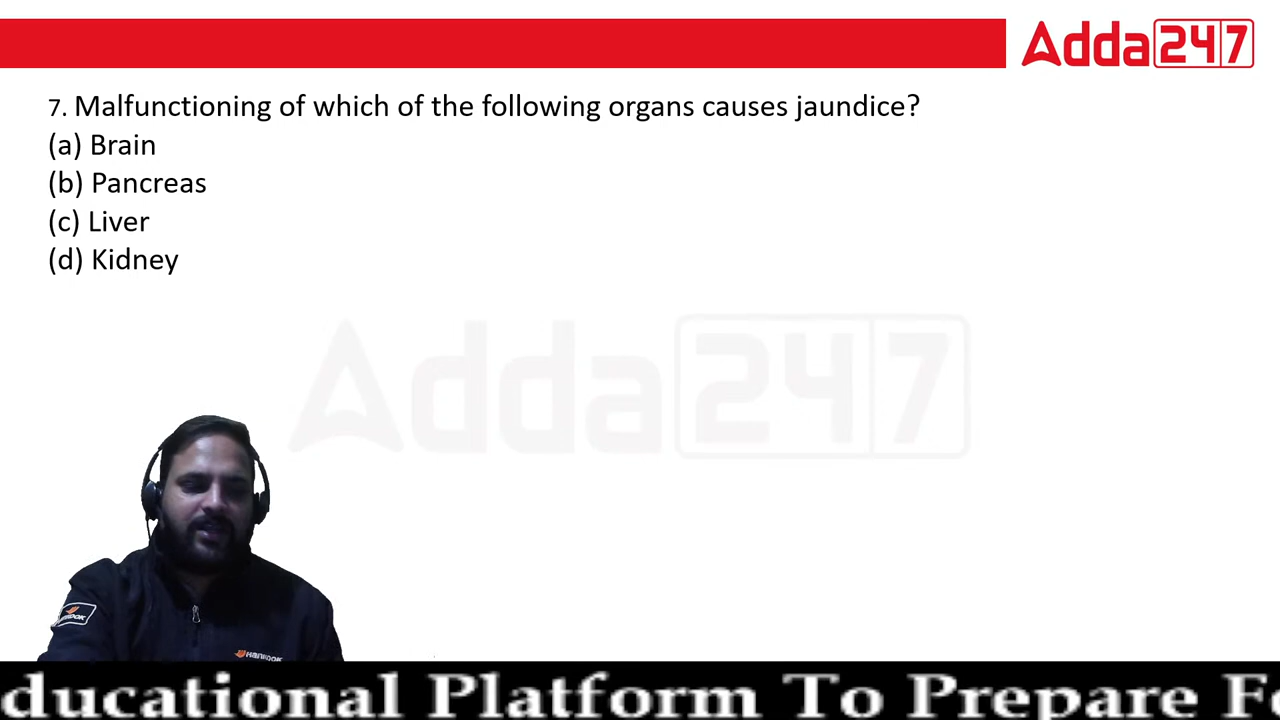 Adda247
7. Malfunctioning of which of the following organs causes jaundice?
(a) Brain
(b) Pancreas
(c) Liver
(d) Kidney
Adda247
HANKOOK
ducational Platform To Prepare Fo